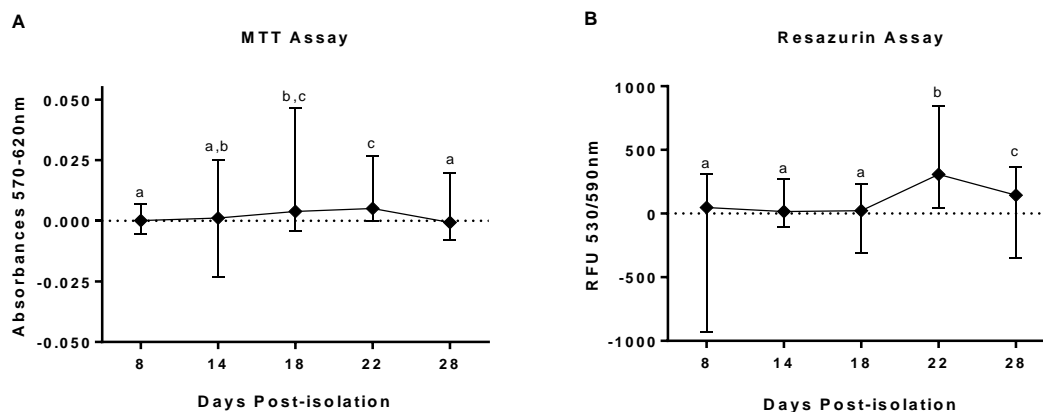 A
MTT Assay
Absorbances 570-620nm
0.050
0.025
0.000
-0.025
-0.050
a
a,b
b,c
c
a
8 14 18 22 28
Days Post-isolation
B
Resazurin Assay
RFU 530/590nm
1000
500
0
-500
-1000
a
a
a
b
c
8 14 18 22 28
Days Post-isolation